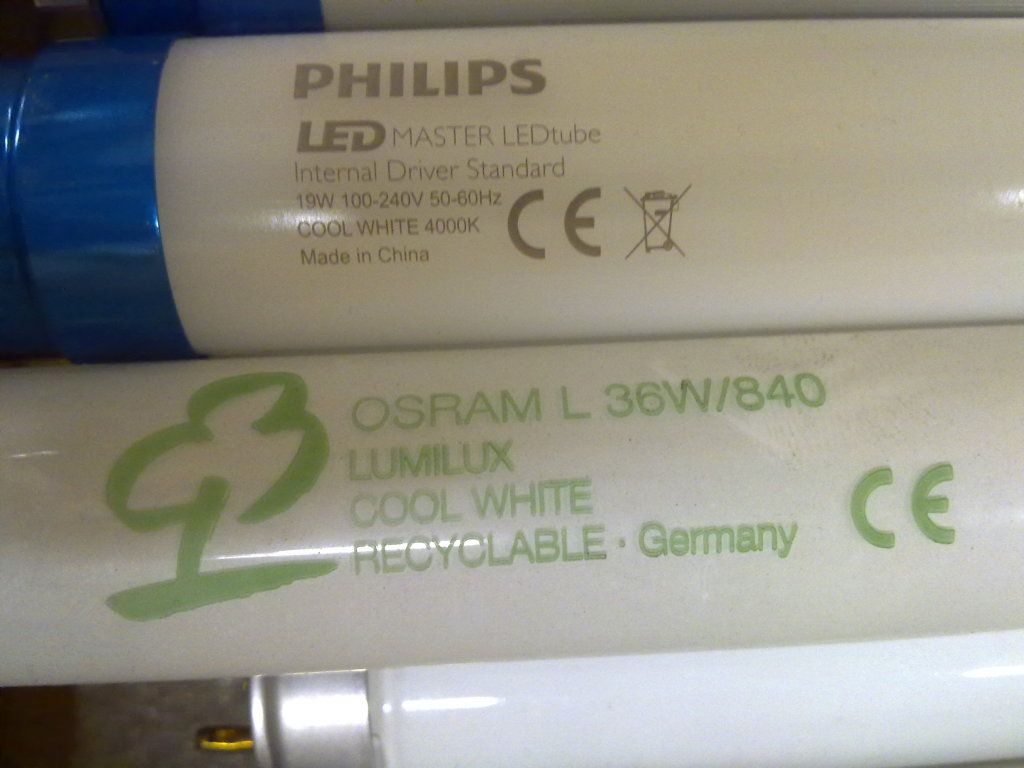 PHILIPS
LED MASTER LEDtube
Internal Driver Standard
19W 100-240V 50-60Hz
COOL WHITE 4000K
Made in China
CE
OSRAM L 36W/840
LUMILUX
COOL WHITE
RECYCLABLE · Germany
CE